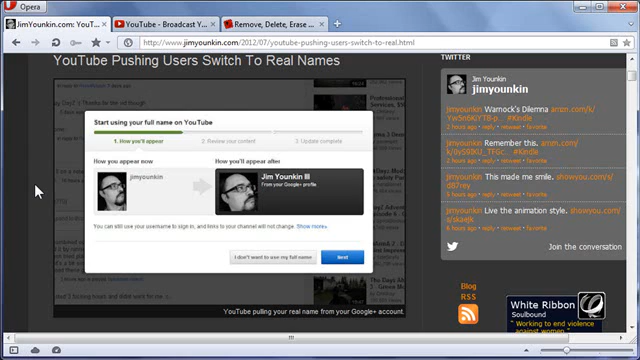 Opera
JimYounkin.com: YouT...
YouTube - Broadcast Y...
Remove, Delete, Erase ...
http://www.jimyounkin.com/2012/07/youtube-pushing-users-switch-to-real.html
YouTube Pushing Users Switch To Real Names
Start using your full name on YouTube
1. How you'll appear
2. Review your content
3. Update complete
How you appear now
How you'll appear after
jimyounkin
Jim Younkin III
From your Google+ profile
You can still use your username to sign in, and links to your channel will not change. Show more»
I don't want to use my full name
Next
YouTube pulling your real name from your Google+ account.
TWITTER
Jim Younkin
jimyounkin
jimyounkin Warnock's Dilemma amzn.com/k/
#Kindle
2 hours ago • reply • retweet • favorite
jimyounkin Remember this. amzn.com/k/
#Kindle
2 hours ago • reply • retweet • favorite
jimyounkin This made me smile. showyou.com/s/
d87rey
5 hours ago • reply • retweet • favorite
jimyounkin Live the animation style. showyou.com/
6 hours ago • reply • retweet • favorite
Join the conversation
Blog
RSS
White Ribbon
Soulbound
"Working to end violence
against women"